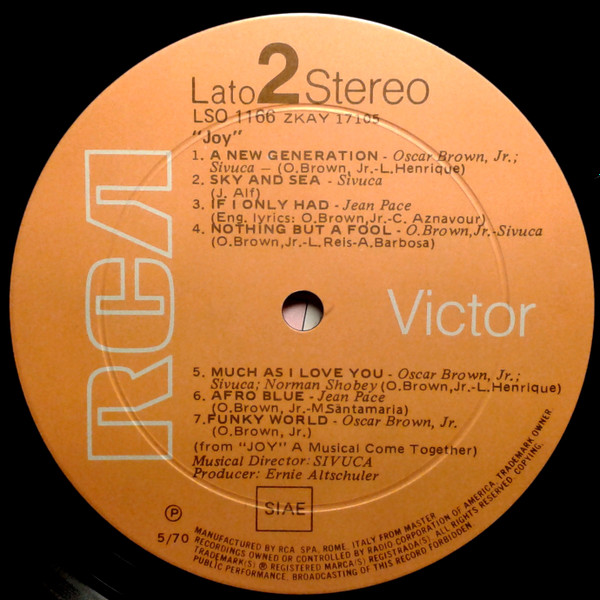 Lato 2 Stereo
LSO 1166 ZKAY 17105
"Joy"
1. A NEW GENERATION - Oscar Brown, Jr.;
Sivuca - (O.Brown, Jr.-L.Henrique)
2. SKY AND SEA - Sivuca
(J. Alf)
3. IF I ONLY HAD - Jean Pace
(Eng. lyrics: O.Brown,Jr.-C. Aznavour)
4. NOTHING BUT A FOOL - O.Brown,Jr.-Sivuca
(O.Brown,Jr.-L.Reis-A.Barbosa)
RCA
Victor
5. MUCH AS I LOVE YOU - Oscar Brown, Jr.;
Sivuca; Norman Shobey (O.Brown,Jr.-L.Henrique)
6. AFRO BLUE - Jean Pace
(O.Brown, Jr.-M.Santamaria)
7. FUNKY WORLD - Oscar Brown, Jr.
(O.Brown, Jr.)
(from "JOY" A Musical Come Together)
Musical Director: SIVUCA
Producer: Ernie Altschuler
SIAE
Ⓟ
5/70
MANUFACTURED BY RCA. SPA, ROME, ITALY FROM MASTER
RECORDINGS OWNED OR CONTROLLED BY RADIO CORPORATION OF AMERICA, TRADEMARK OWNER
TRADEMARK(S) ® REGISTERED MARCA(S) REGISTRADA(S). ALL RIGHTS RESERVED. COPYING,
PUBLIC PERFORMANCE, BROADCASTING OF THIS RECORD FORBIDDEN